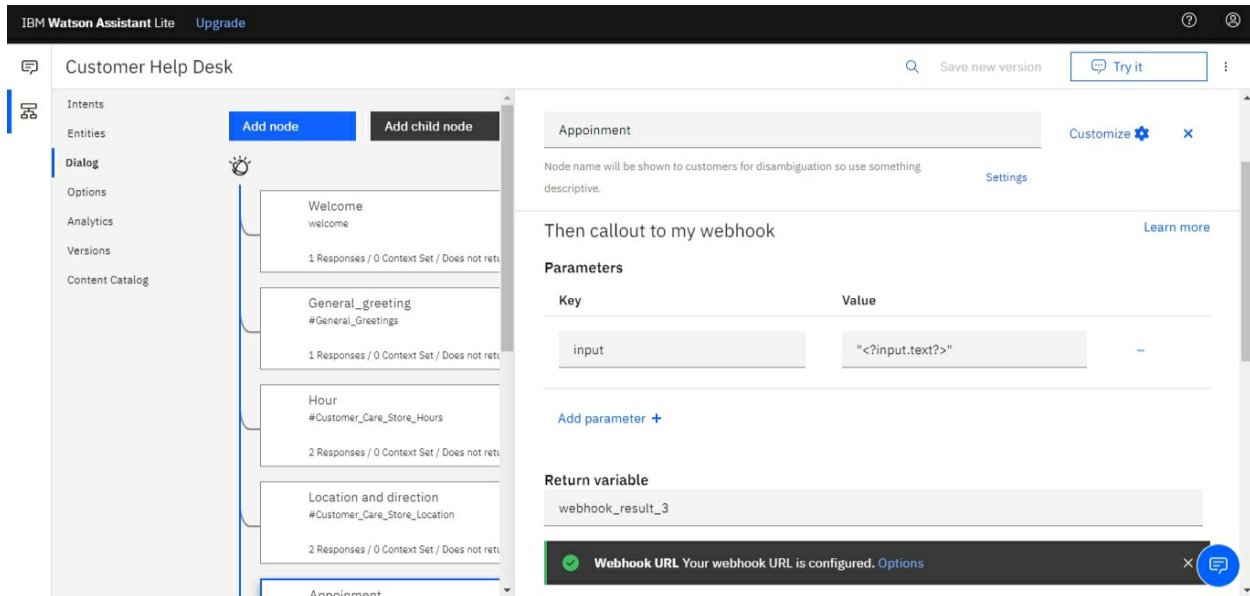 IBM Watson Assistant Lite Upgrade
Customer Help Desk
Save new version
Try it
Intents
Entities
Dialog
Options
Analytics
Versions
Content Catalog
Add node
Add child node
Welcome
welcome
1 Responses / 0 Context Set / Does not retu
General_greeting
#General_Greetings
1 Responses / 0 Context Set / Does not retu
Hour
#Customer_Care_Store_Hours
2 Responses / 0 Context Set / Does not retu
Location and direction
#Customer_Care_Store_Location
2 Responses / 0 Context Set / Does not retu
Appoinment
Appoinment
Customize
Node name will be shown to customers for disambiguation so use something
descriptive.
Settings
Then callout to my webhook
Learn more
Parameters
Key Value
input "<?input.text?>"
Add parameter +
Return variable
webhook_result_3
Webhook URL Your webhook URL is configured. Options